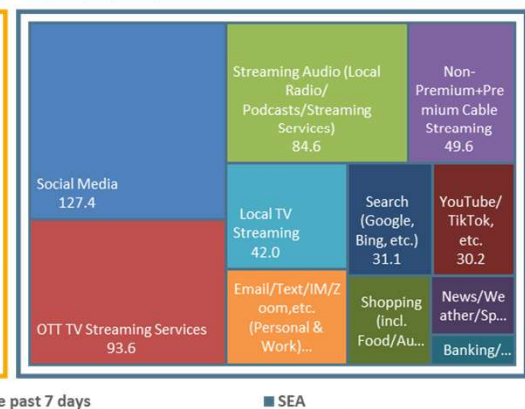 Social Media
127.4
OTT TV Streaming Services
93.6
Streaming Audio (Local
Radio/
Podcasts/Streaming
Services)
84.6
Non-
Premium+Pre
mium Cable
Streaming
49.6
Local TV
Streaming
42.0
Search
(Google,
Bing, etc.)
31.1
YouTube/
TikTok,
etc.
30.2
Email/Text/IM/Z
oom,etc.
(Personal &
Work)...
Shopping
(incl.
Food/Au...
News/We
ather/Sp...
Banking/...
e past 7 days
SEA